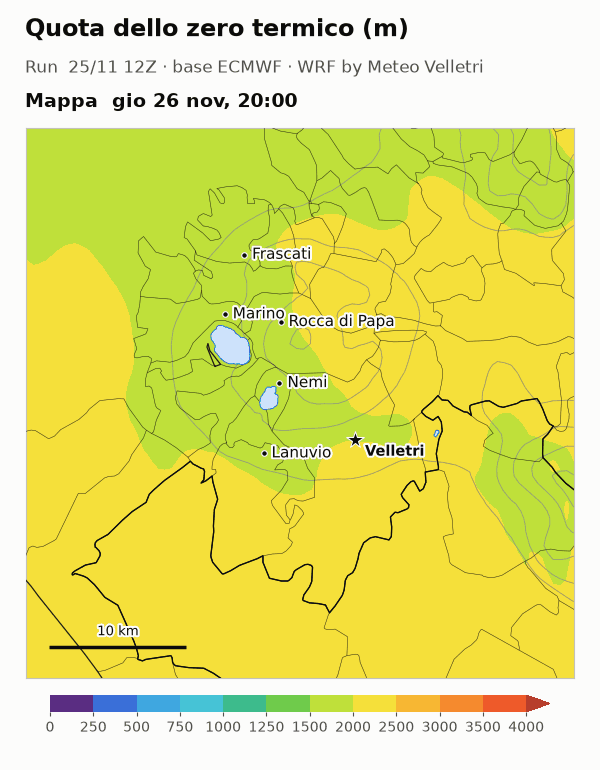 Quota dello zero termico (m)
Run  25/11 12Z · base ECMWF · WRF by Meteo Velletri
Mappa  gio 26 nov, 20:00
Frascati
Marino
Rocca di Papa
Nemi
Lanuvio
Velletri
10 km
0 250 500 750 1000 1250 1500 2000 2500 3000 3500 4000